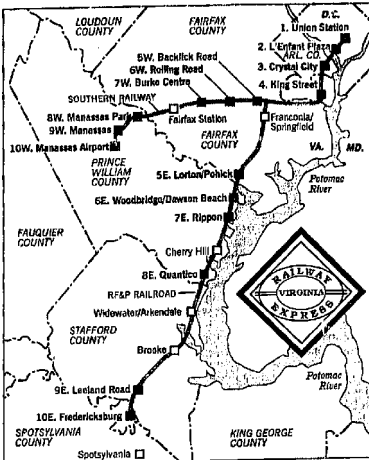 LOUDOUN
COUNTY
FAIRFAX
COUNTY
D.C.
1. Union Station
2. L'Enfant Plaza
ARL. CO.
3. Crystal City
4. King Street
5W. Backlick Road
6W. Rolling Road
7W. Burke Centre
SOUTHERN RAILWAY
8W. Manassas Park
9W. Manassas
10W. Manassas Airport
Fairfax Station
FAIRFAX
COUNTY
Franconia/
Springfield
VA.
MD.
PRINCE
WILLIAM
COUNTY
5E. Lorton/Pohick
Potomac
River
6E. Woodbridge/Dawson Beach
7E. Rippon
FAUQUIER
COUNTY
Cherry Hill
8E. Quantico
RF&P RAILROAD
RAILWAY
VIRGINIA
EXPRESS
Widewater/Arkendale
STAFFORD
COUNTY
Brooke
Potomac
River
9E. Leeland Road
10E. Fredericksburg
SPOTSYLVANIA
COUNTY
KING GEORGE
COUNTY
Spotsylvania